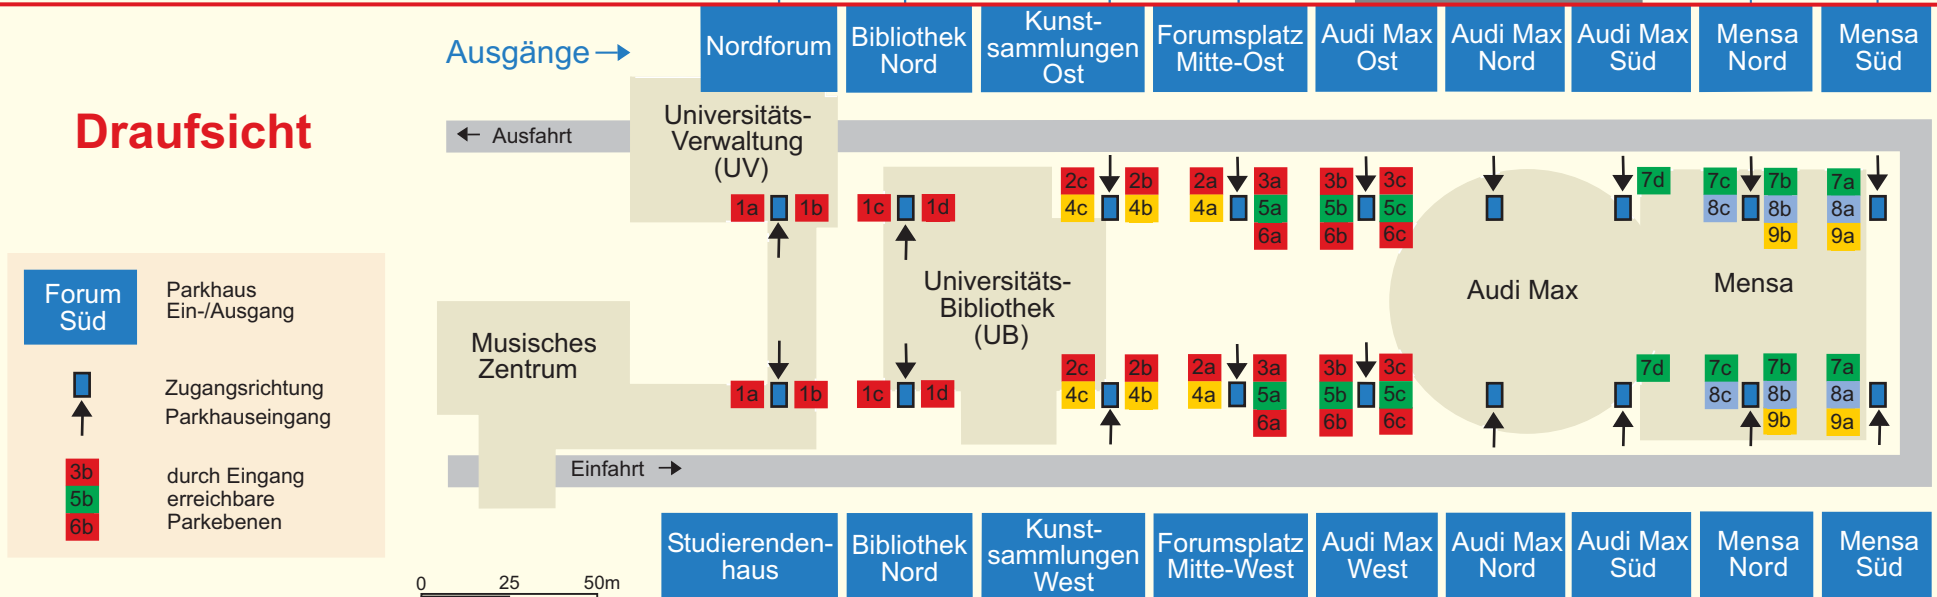 Ausgänge
Nordforum
Bibliothek
Nord
Kunst-
sammlungen
Ost
Forumsplatz
Mitte-Ost
Audi Max
Ost
Audi Max
Nord
Audi Max
Süd
Mensa
Nord
Mensa
Süd
Draufsicht
Ausfahrt
Universitäts-
Verwaltung
(UV)
2c 2b 2a 3a 3b 3c 7d 7c 7b 7a
1a 1b 1c 1d 4c 4b 4a 5a 5b 5c 8c 8b 8a
6a 6b 6c 9b 9a
Forum
Süd
Parkhaus
Ein-/Ausgang
Universitäts-
Bibliothek
(UB)
Audi Max
Mensa
Musisches
Zentrum
Zugangsrichtung
Parkhauseingang
2c 2b 2a 3a 3b 3c 7d 7c 7b 7a
1a 1b 1c 1d 4c 4b 4a 5a 5b 5c 8c 8b 8a
6a 6b 6c 9b 9a
3b
5b
6b
durch Eingang
erreichbare
Parkebenen
Einfahrt
Studierenden-
haus
Bibliothek
Nord
Kunst-
sammlungen
West
Forumsplatz
Mitte-West
Audi Max
West
Audi Max
Nord
Audi Max
Süd
Mensa
Nord
Mensa
Süd
0 25 50m